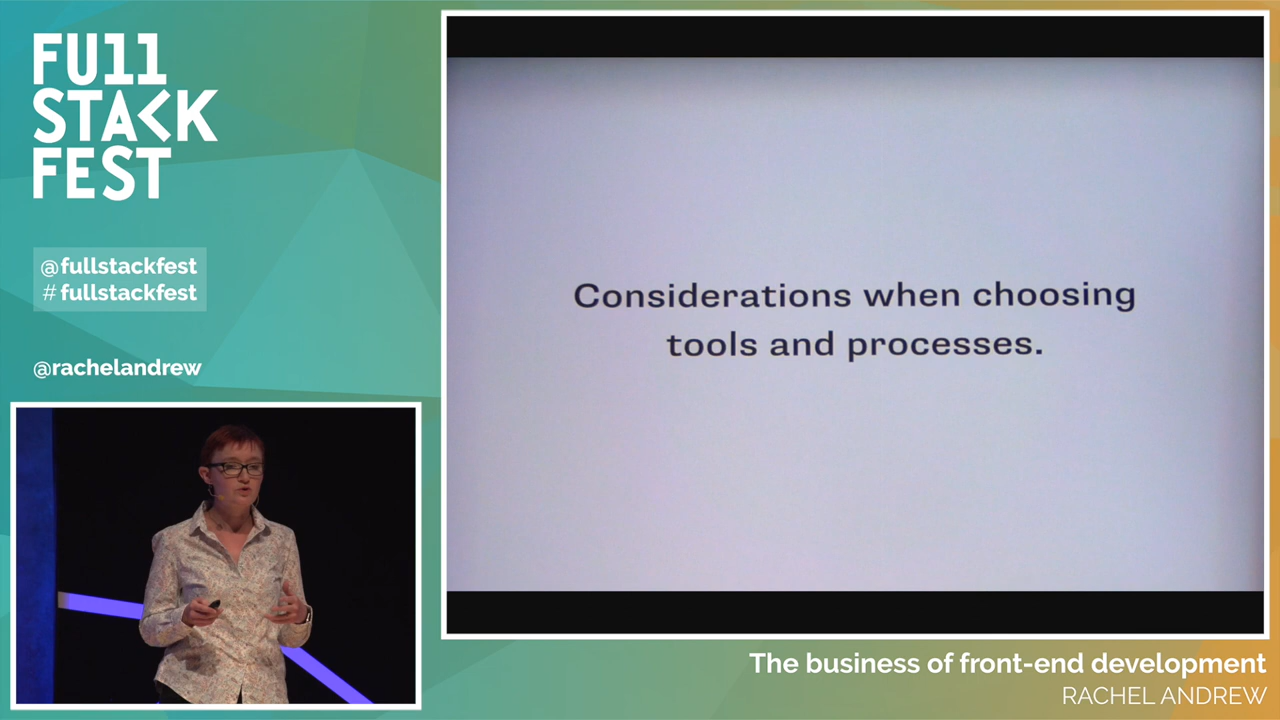 FULL
STACK
FEST
@fullstackfest
# fullstackfest
@rachelandrew
Considerations when choosing
tools and processes.
The business of front-end development
RACHEL ANDREW